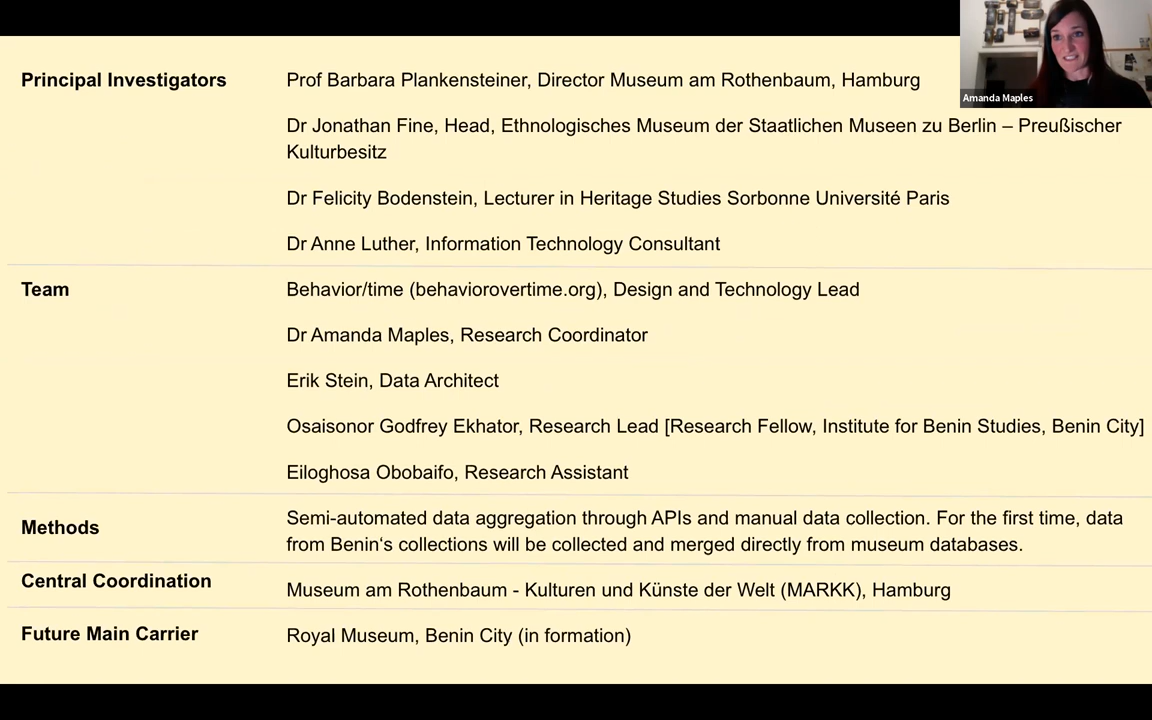 Principal Investigators
Prof Barbara Plankensteiner, Director Museum am Rothenbaum, Hamburg
Dr Jonathan Fine, Head, Ethnologisches Museum der Staatlichen Museen zu Berlin – Preußischer
Kulturbesitz
Dr Felicity Bodenstein, Lecturer in Heritage Studies Sorbonne Université Paris
Dr Anne Luther, Information Technology Consultant
Team
Behavior/time (behaviorovertime.org), Design and Technology Lead
Dr Amanda Maples, Research Coordinator
Erik Stein, Data Architect
Osaisonor Godfrey Ekhator, Research Lead [Research Fellow, Institute for Benin Studies, Benin City]
Eiloghosa Obobaifo, Research Assistant
Methods
Semi-automated data aggregation through APIs and manual data collection. For the first time, data
from Benin‘s collections will be collected and merged directly from museum databases.
Central Coordination
Museum am Rothenbaum - Kulturen und Künste der Welt (MARKK), Hamburg
Future Main Carrier
Royal Museum, Benin City (in formation)
Amanda Maples